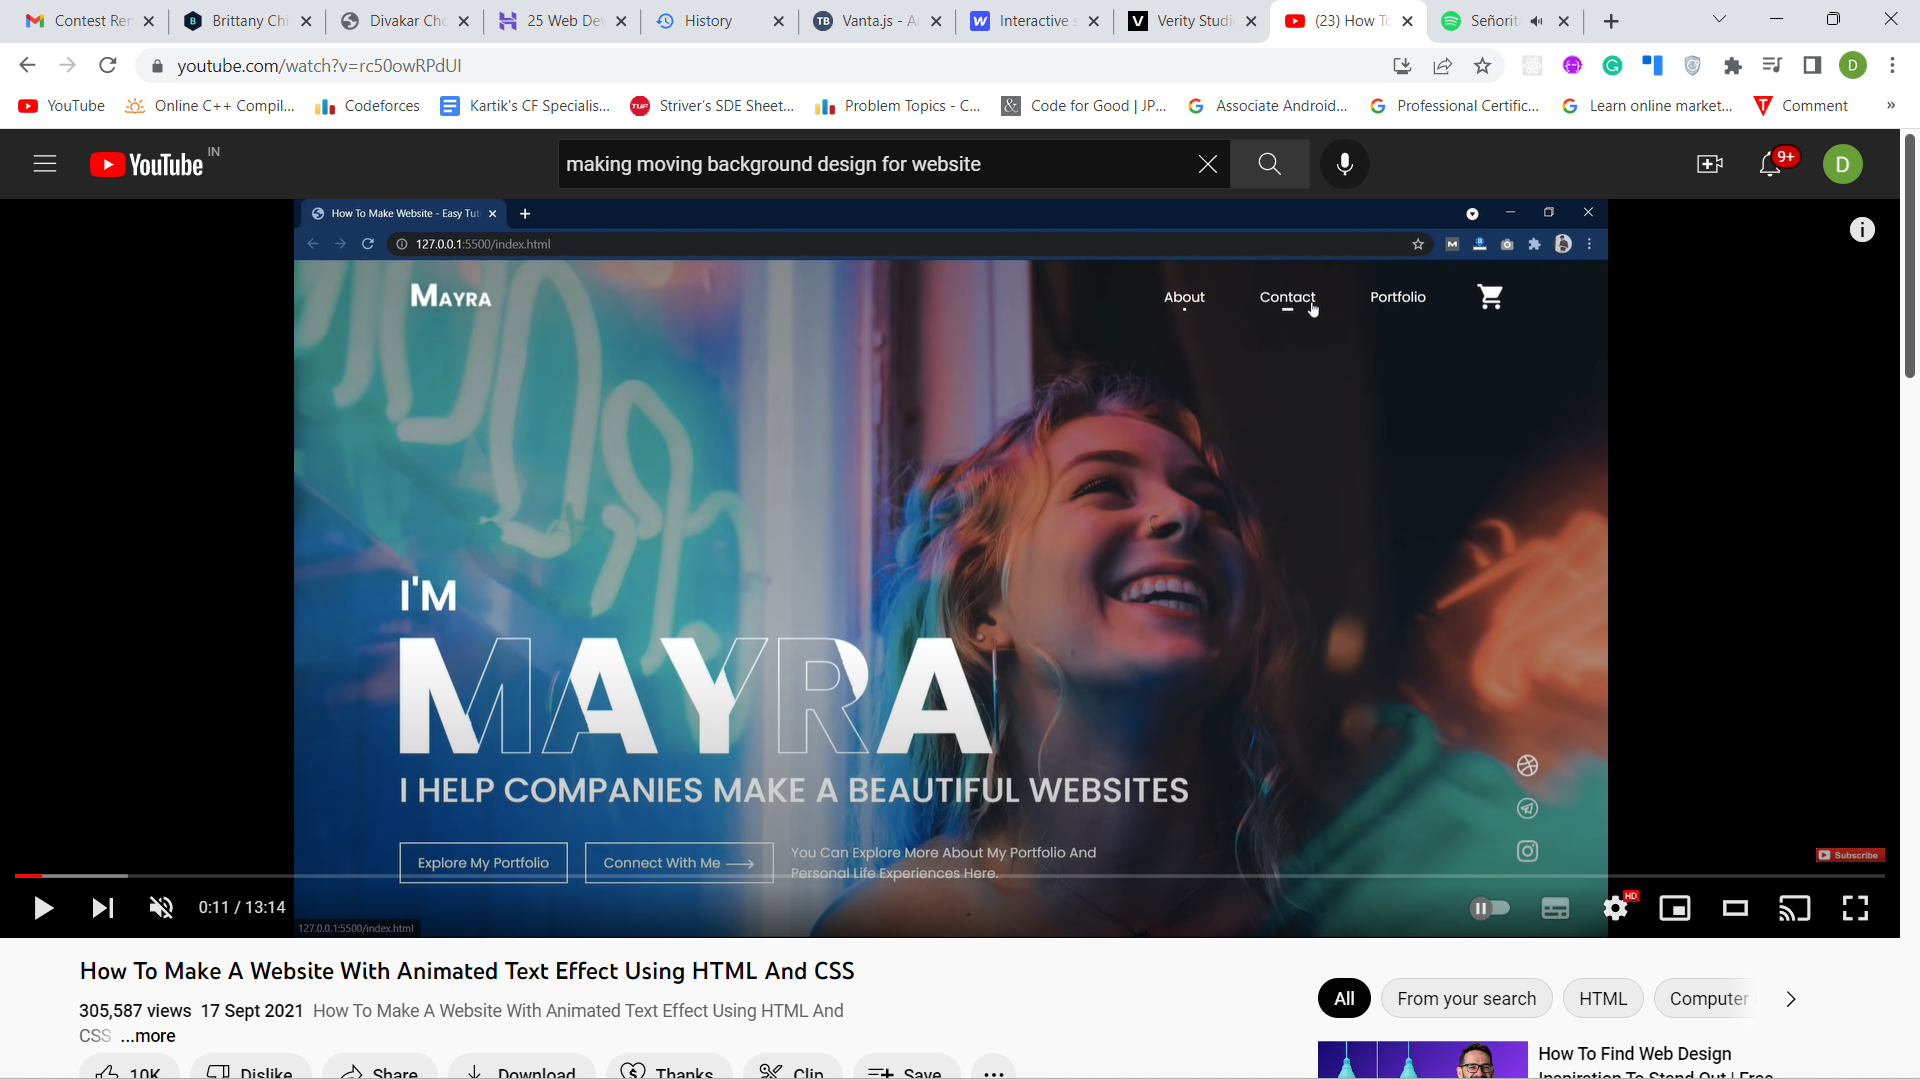 Contest Re
Brittany Chi
Divakar Cho
25 Web De
History
Vanta.js - A
Interactive s
Verity Studi
(23) How To
Señorit
youtube.com/watch?v=rc50owRPdUI
D
YouTube
Online C++ Compil...
Codeforces
Kartik's CF Specialis...
Striver's SDE Sheet...
Problem Topics - C...
Code for Good | JP...
Associate Android...
Professional Certific...
Learn online market...
Comment
»
YouTube IN
making moving background design for website
9+
D
How To Make Website - Easy Tut
127.0.0.1:5500/index.html
MAYRA
About
Contact
Portfolio
I'M
MAYRA
I HELP COMPANIES MAKE A BEAUTIFUL WEBSITES
Explore My Portfolio
Connect With Me
You Can Explore More About My Portfolio And
Personal Life Experiences Here.
Subscribe
0:11 / 13:14
HD
127.0.0.1:5500/index.html
How To Make A Website With Animated Text Effect Using HTML And CSS
305,587 views 17 Sept 2021 How To Make A Website With Animated Text Effect Using HTML And
CSS ...more
10K
Dislike
Share
Download
Thanks
Clip
Save
All
From your search
HTML
Computer
How To Find Web Design
Inspiration To Stand Out | Free